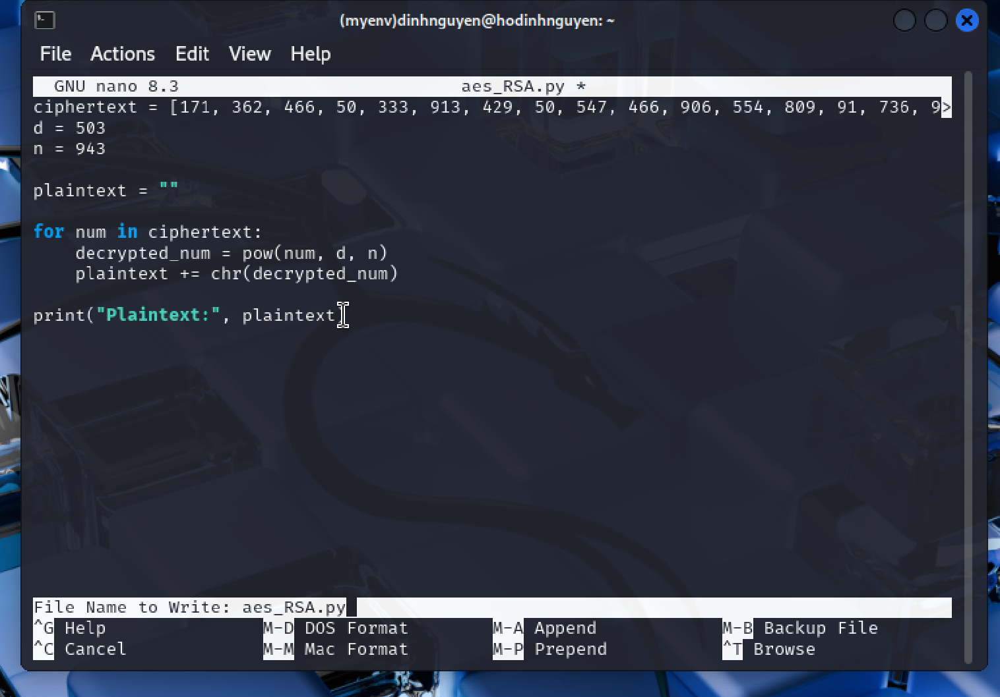 (myenv)dinhnguyen@hodinhnguyen: ~
File Actions Edit View Help
GNU nano 8.3 aes_RSA.py *
ciphertext = [171, 362, 466, 50, 333, 913, 429, 50, 547, 466, 906, 554, 809, 91, 736, 9>
d = 503
n = 943
plaintext = ""
for num in ciphertext:
    decrypted_num = pow(num, d, n)
    plaintext += chr(decrypted_num)
print("Plaintext:", plaintext)
File Name to Write: aes_RSA.py
^G Help M-D DOS Format M-A Append M-B Backup File
^C Cancel M-M Mac Format M-P Prepend ^T Browse